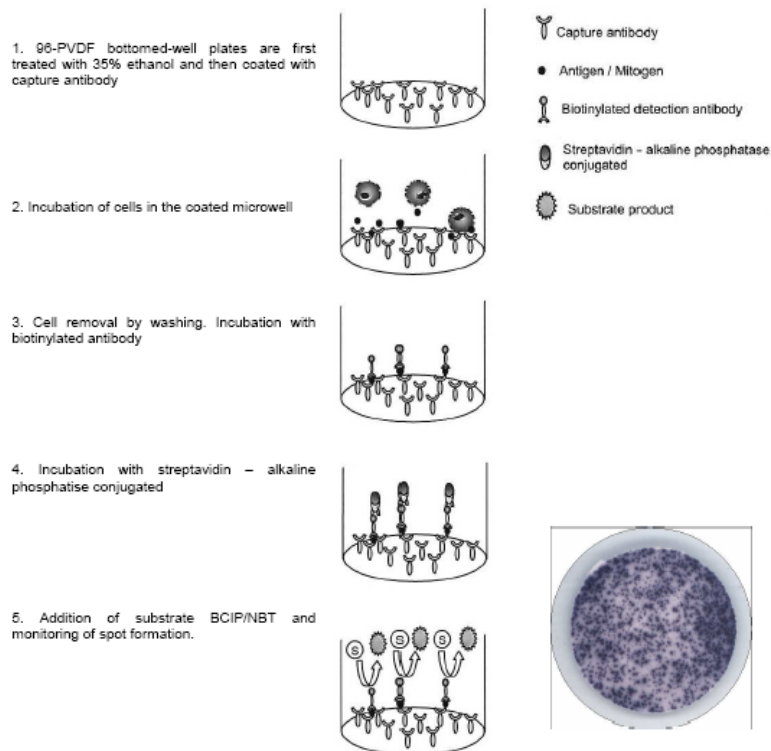 1. 96-PVDF bottomed-well plates are first
treated with 35% ethanol and then coated with
capture antibody
2. Incubation of cells in the coated microwell
3. Cell removal by washing. Incubation with
biotinylated antibody
4. Incubation with streptavidin – alkaline
phosphatise conjugated
5. Addition of substrate BCIP/NBT and
monitoring of spot formation.
S S S
Capture antibody
Antigen / Mitogen
Biotinylated detection antibody
Streptavidin – alkaline phosphatase
conjugated
Substrate product